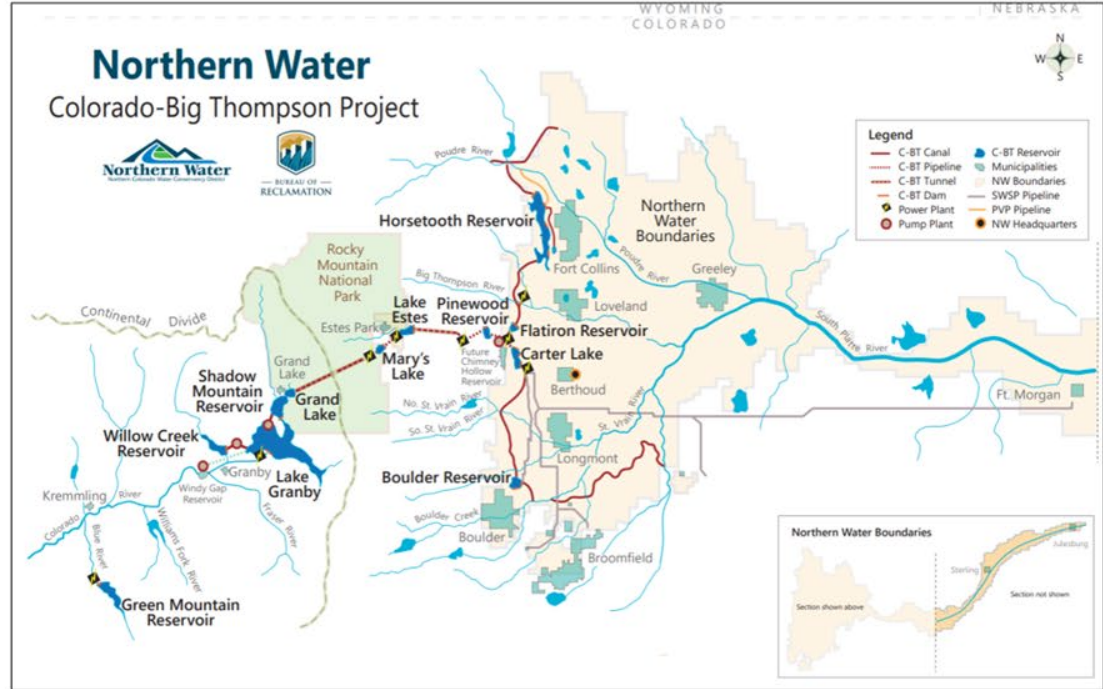 WYOMING
COLORADO
NEBRASKA
Northern Water
Colorado-Big Thompson Project
Northern Water
Northern Colorado Water Conservancy District
BUREAU OF
RECLAMATION
N
W E
S
Legend
C-BT Canal
C-BT Pipeline
C-BT Tunnel
C-BT Dam
Power Plant
Pump Plant
C-BT Reservoir
Municipalities
NW Boundaries
SWSP Pipeline
PVP Pipeline
NW Headquarters
Poudre River
Horsetooth Reservoir
Northern
Water
Boundaries
Fort Collins
Poudre River
Greeley
Rocky
Mountain
National
Park
Big Thompson River
Loveland
Continental Divide
Lake
Estes
Estes Park
Pinewood
Reservoir
Flatiron Reservoir
South Platte River
Mary's
Lake
Future
Chimney
Hollow
Reservoir
Carter Lake
Berthoud
Grand
Lake
Shadow
Mountain
Reservoir
Grand
Lake
No. St. Vrain River
So. St. Vrain River
St. Vrain River
Ft. Morgan
Willow Creek
Reservoir
Longmont
Granby
Lake
Granby
Windy Gap
Reservoir
Boulder Reservoir
Kremmling
Colorado River
Blue River
Williams Fork River
Fraser River
Boulder Creek
Boulder
Broomfield
Green Mountain
Reservoir
Northern Water Boundaries
Julesburg
Sterling
Section shown above
Section not shown